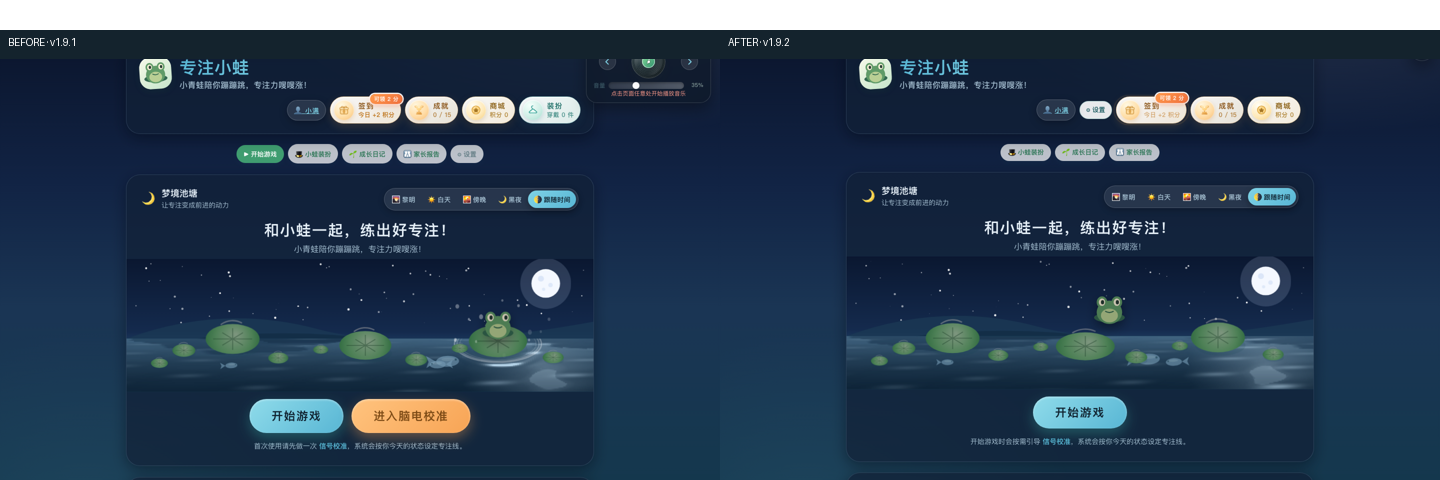 BEFORE·v1.9.1
专注小蛙
小青蛙陪你蹦蹦跳，专注力嗖嗖涨！
音量 35%
点击页面任意处开始播放音乐
小满
签到
可领 2 分
今日 +2 积分
成就
0 / 15
商城
积分 0
装扮
穿戴 0 件
开始游戏
小蛙装扮
成长日记
家长报告
设置
梦境池塘
让专注变成前进的动力
黎明
白天
傍晚
黑夜
跟随时间
和小蛙一起，练出好专注！
小青蛙陪你蹦蹦跳，专注力嗖嗖涨！
开始游戏
进入脑电校准
首次使用请先做一次 信号校准，系统会按你今天的状态设定专注线。
AFTER·v1.9.2
专注小蛙
小青蛙陪你蹦蹦跳，专注力嗖嗖涨！
小满
设置
签到
可领 2 分
今日 +2 积分
成就
0 / 15
商城
积分 0
小蛙装扮
成长日记
家长报告
梦境池塘
让专注变成前进的动力
黎明
白天
傍晚
黑夜
跟随时间
和小蛙一起，练出好专注！
小青蛙陪你蹦蹦跳，专注力嗖嗖涨！
开始游戏
开始游戏时会按需引导 信号校准，系统会按你今天的状态设定专注线。